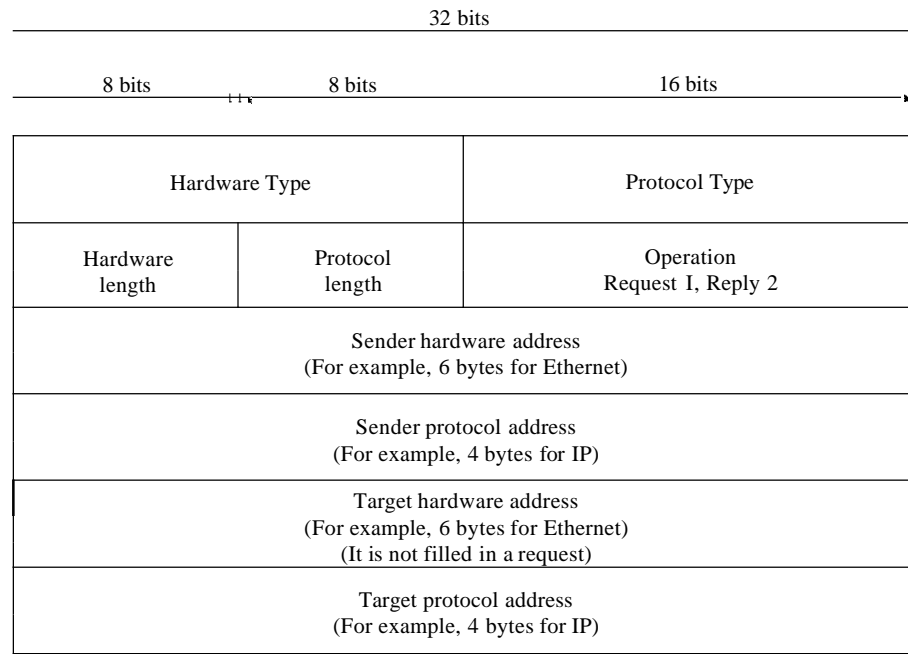 32 bits
8 bits 8 bits 16 bits
Hardware Type Protocol Type
Hardware length Protocol length Operation
Request I, Reply 2
Sender hardware address
(For example, 6 bytes for Ethernet)
Sender protocol address
(For example, 4 bytes for IP)
Target hardware address
(For example, 6 bytes for Ethernet)
(It is not filled in a request)
Target protocol address
(For example, 4 bytes for IP)